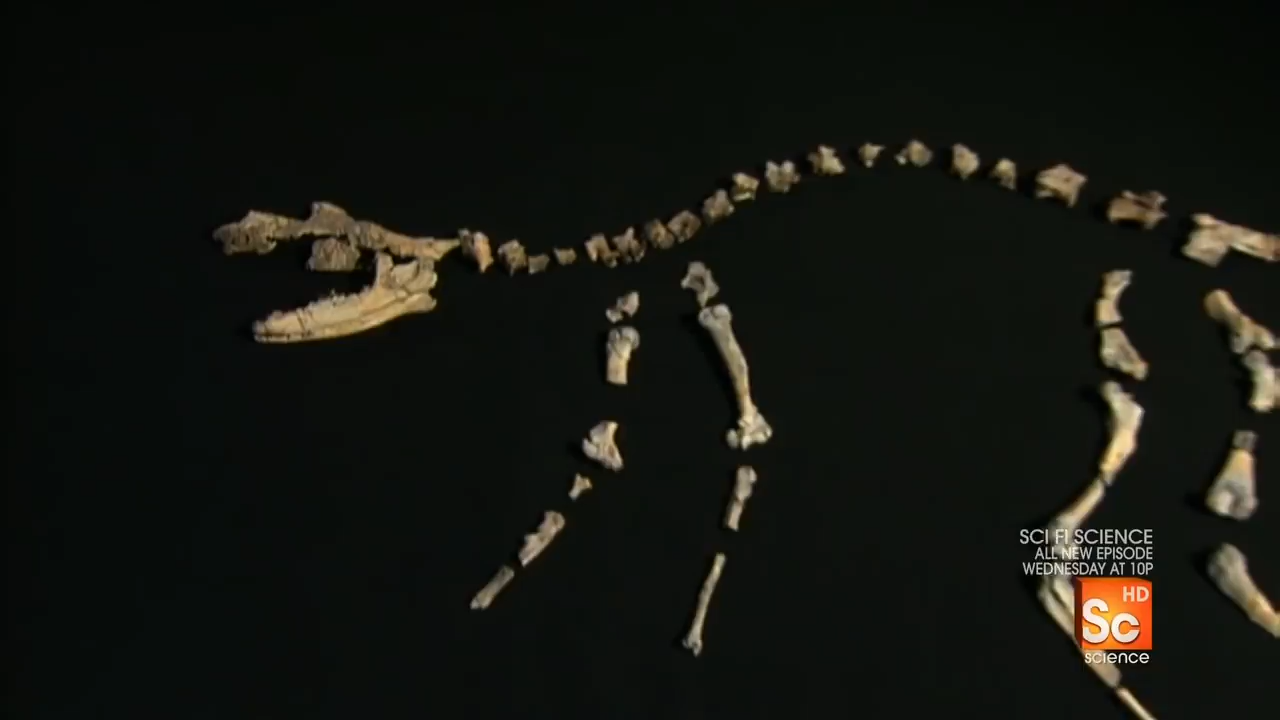 SCI FI SCIENCE
ALL NEW EPISODE
WEDNESDAY AT 10P
HD
Sc
science